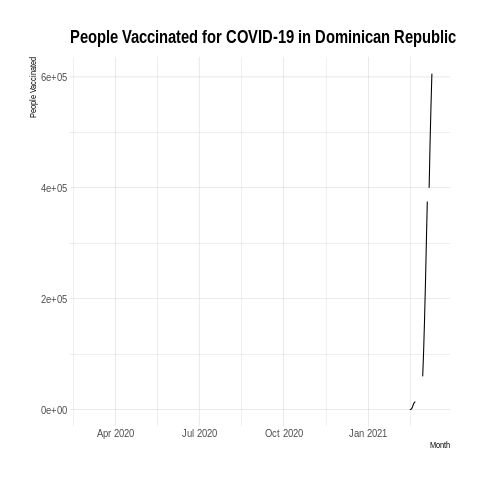 People Vaccinated for COVID-19 in Dominican Republic
People Vaccinated
6e+05
4e+05
2e+05
0e+00
Apr 2020
Jul 2020
Oct 2020
Jan 2021
Month